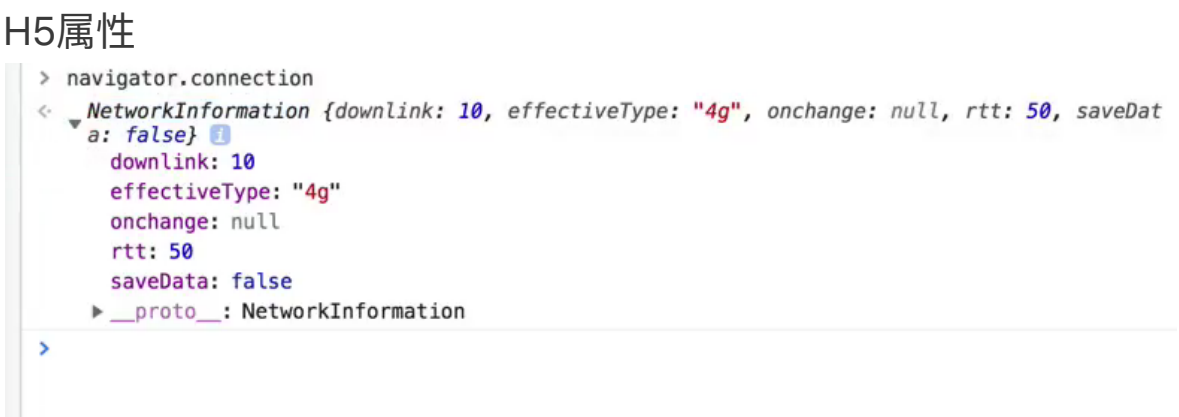 H5属性
> navigator.connection
<· NetworkInformation {downlink: 10, effectiveType: "4g", onchange: null, rtt: 50, saveDat
▼ a: false} i
downlink: 10
effectiveType: "4g"
onchange: null
rtt: 50
saveData: false
▶ __proto__: NetworkInformation
>